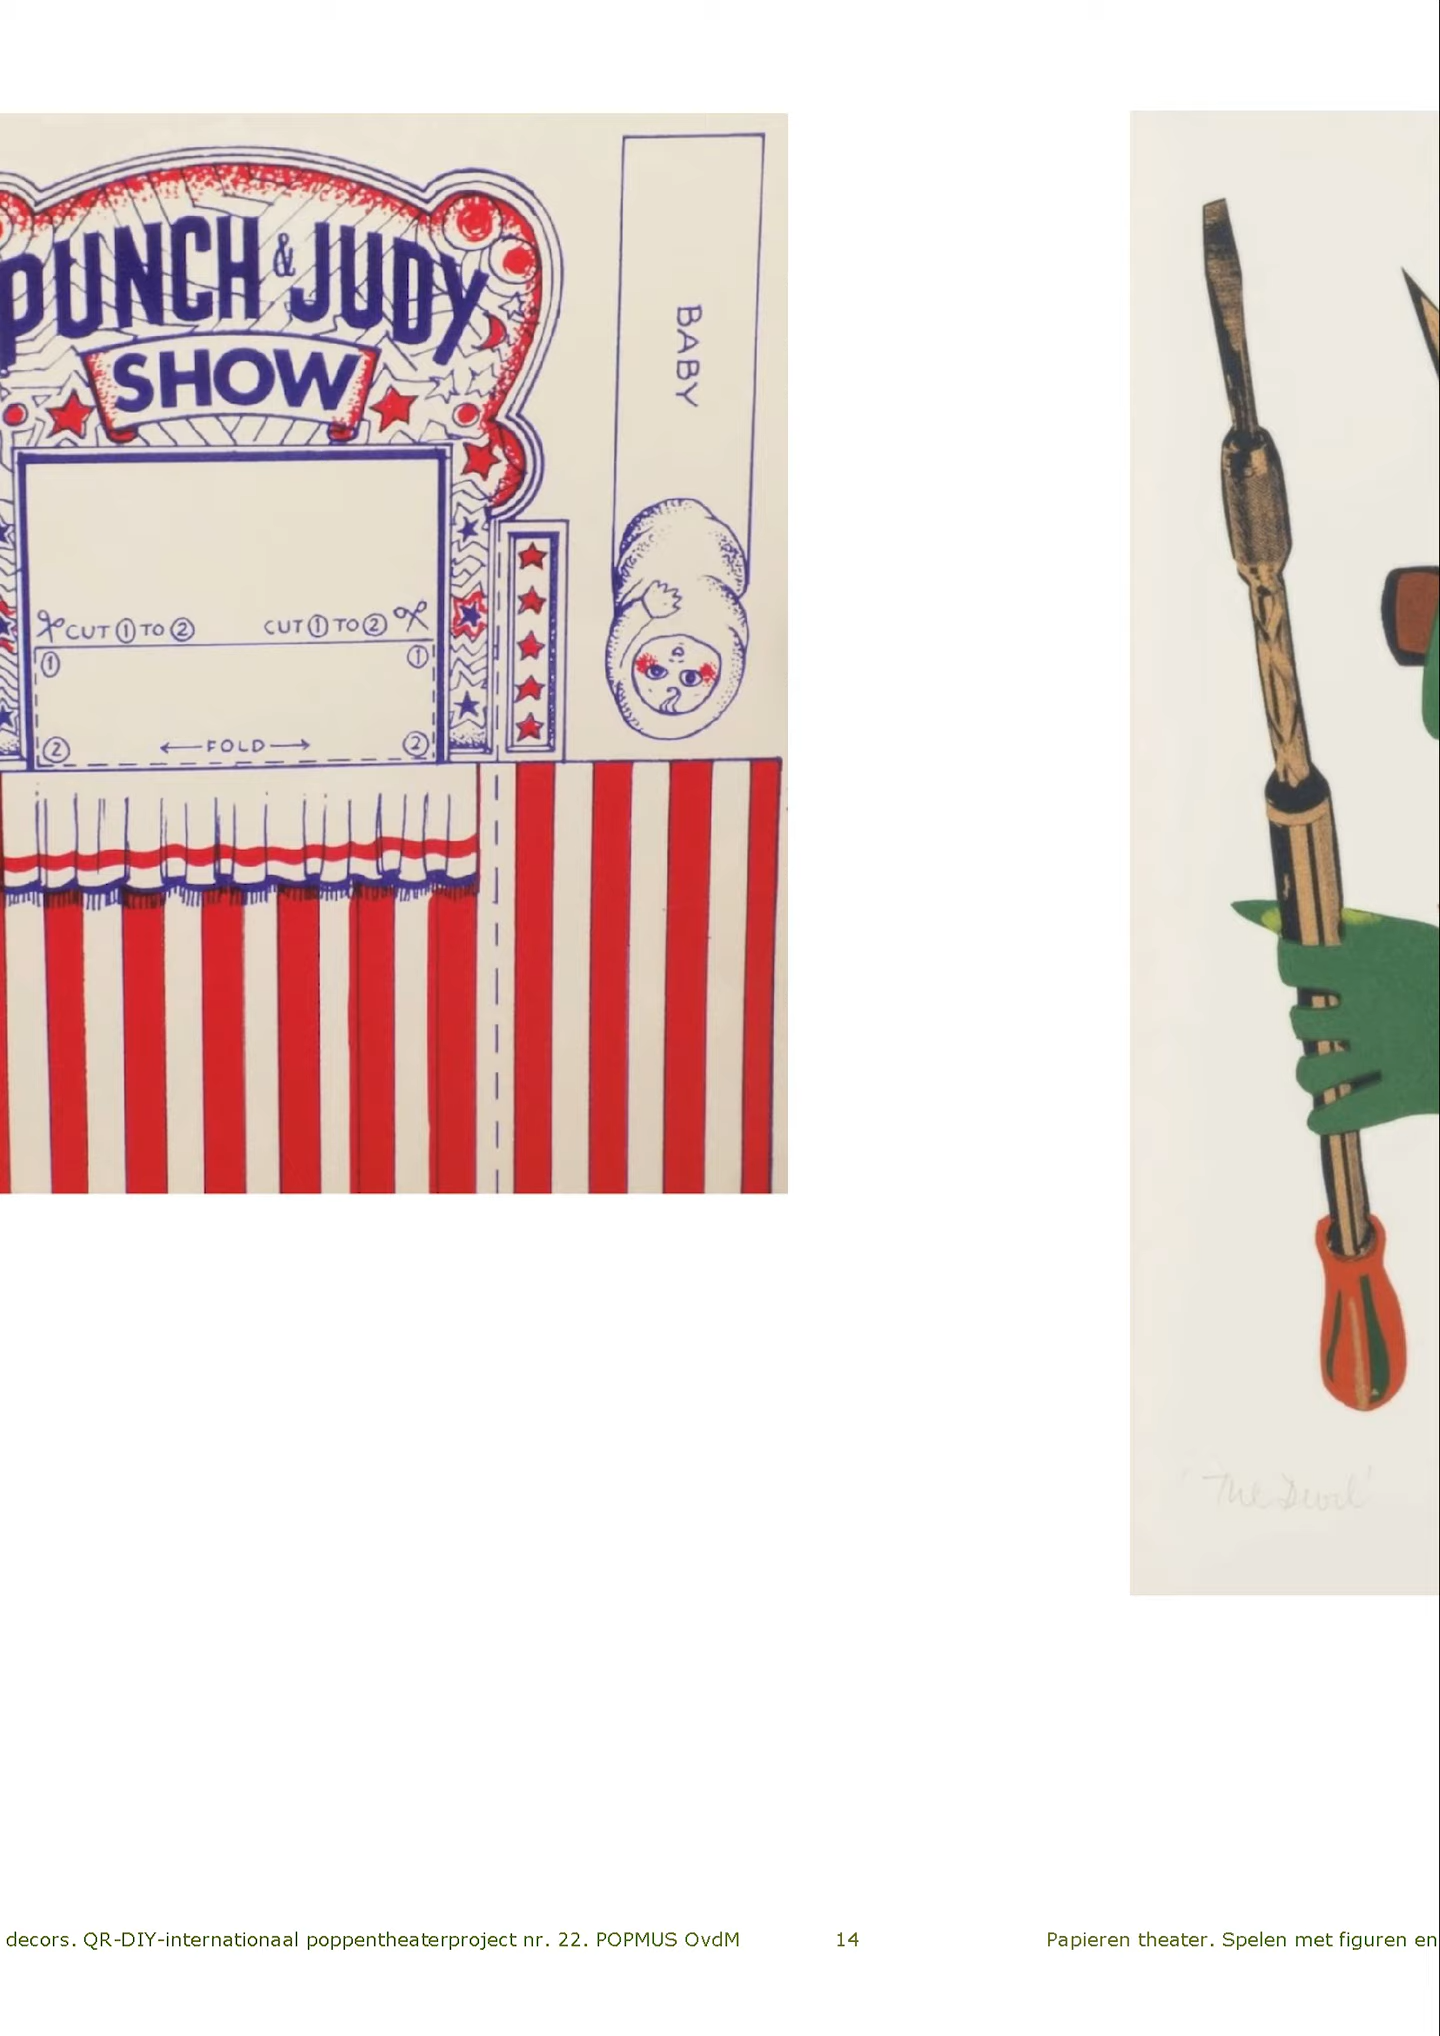 PUNCH & JUDY
SHOW
BABY
CUT ① TO ② CUT ① TO ②
① ①
② ←FOLD→ ②
'The Devil'
decors. QR-DIY-internationaal poppentheaterproject nr. 22. POPMUS OvdM 14 Papieren theater. Spelen met figuren en